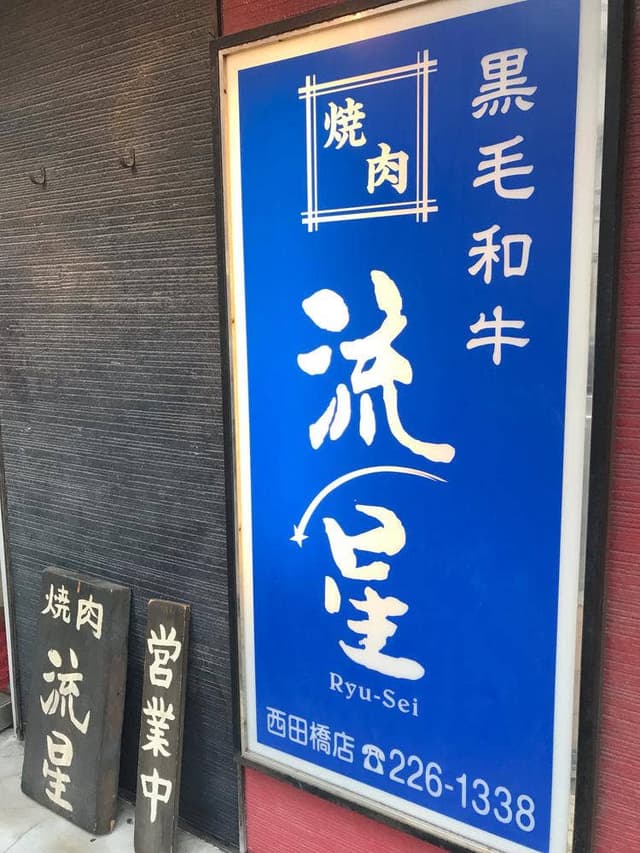 黒毛和牛
焼肉
流星
Ryu-Sei
西田橋店 ☎226-1338
焼肉
流星
営業中